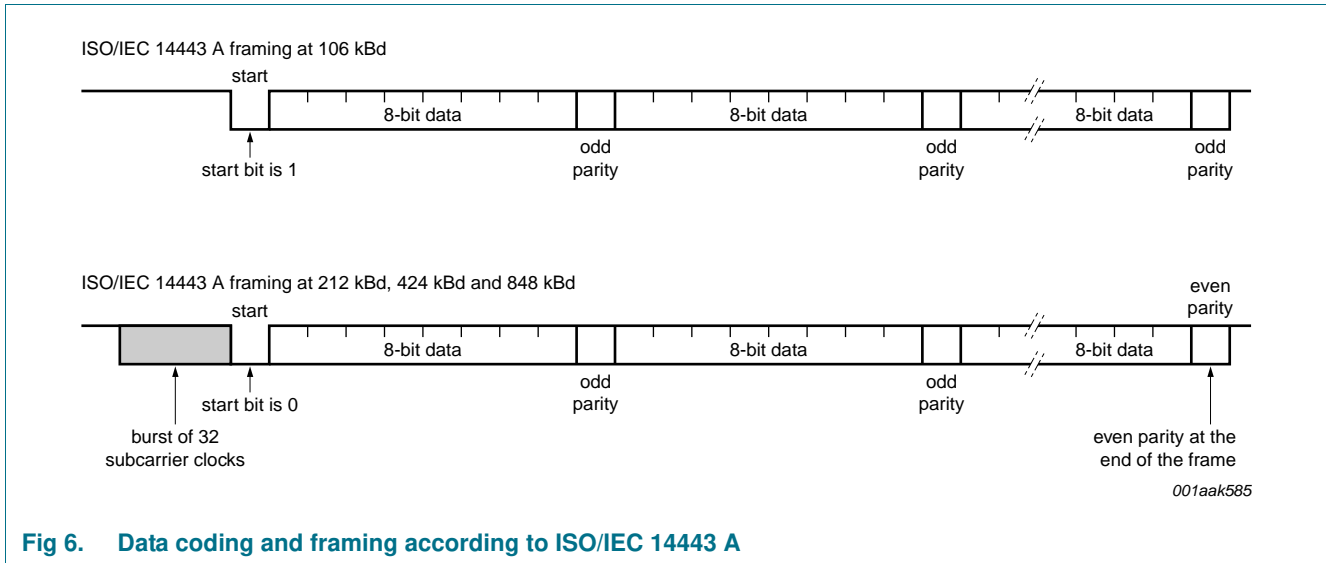 ISO/IEC 14443 A framing at 106 kBd
start
8-bit data
8-bit data
8-bit data
start bit is 1
odd
parity
odd
parity
odd
parity
ISO/IEC 14443 A framing at 212 kBd, 424 kBd and 848 kBd
start
even
parity
8-bit data
8-bit data
8-bit data
start bit is 0
odd
parity
odd
parity
burst of 32
subcarrier clocks
even parity at the
end of the frame
001aak585
Fig 6. Data coding and framing according to ISO/IEC 14443 A